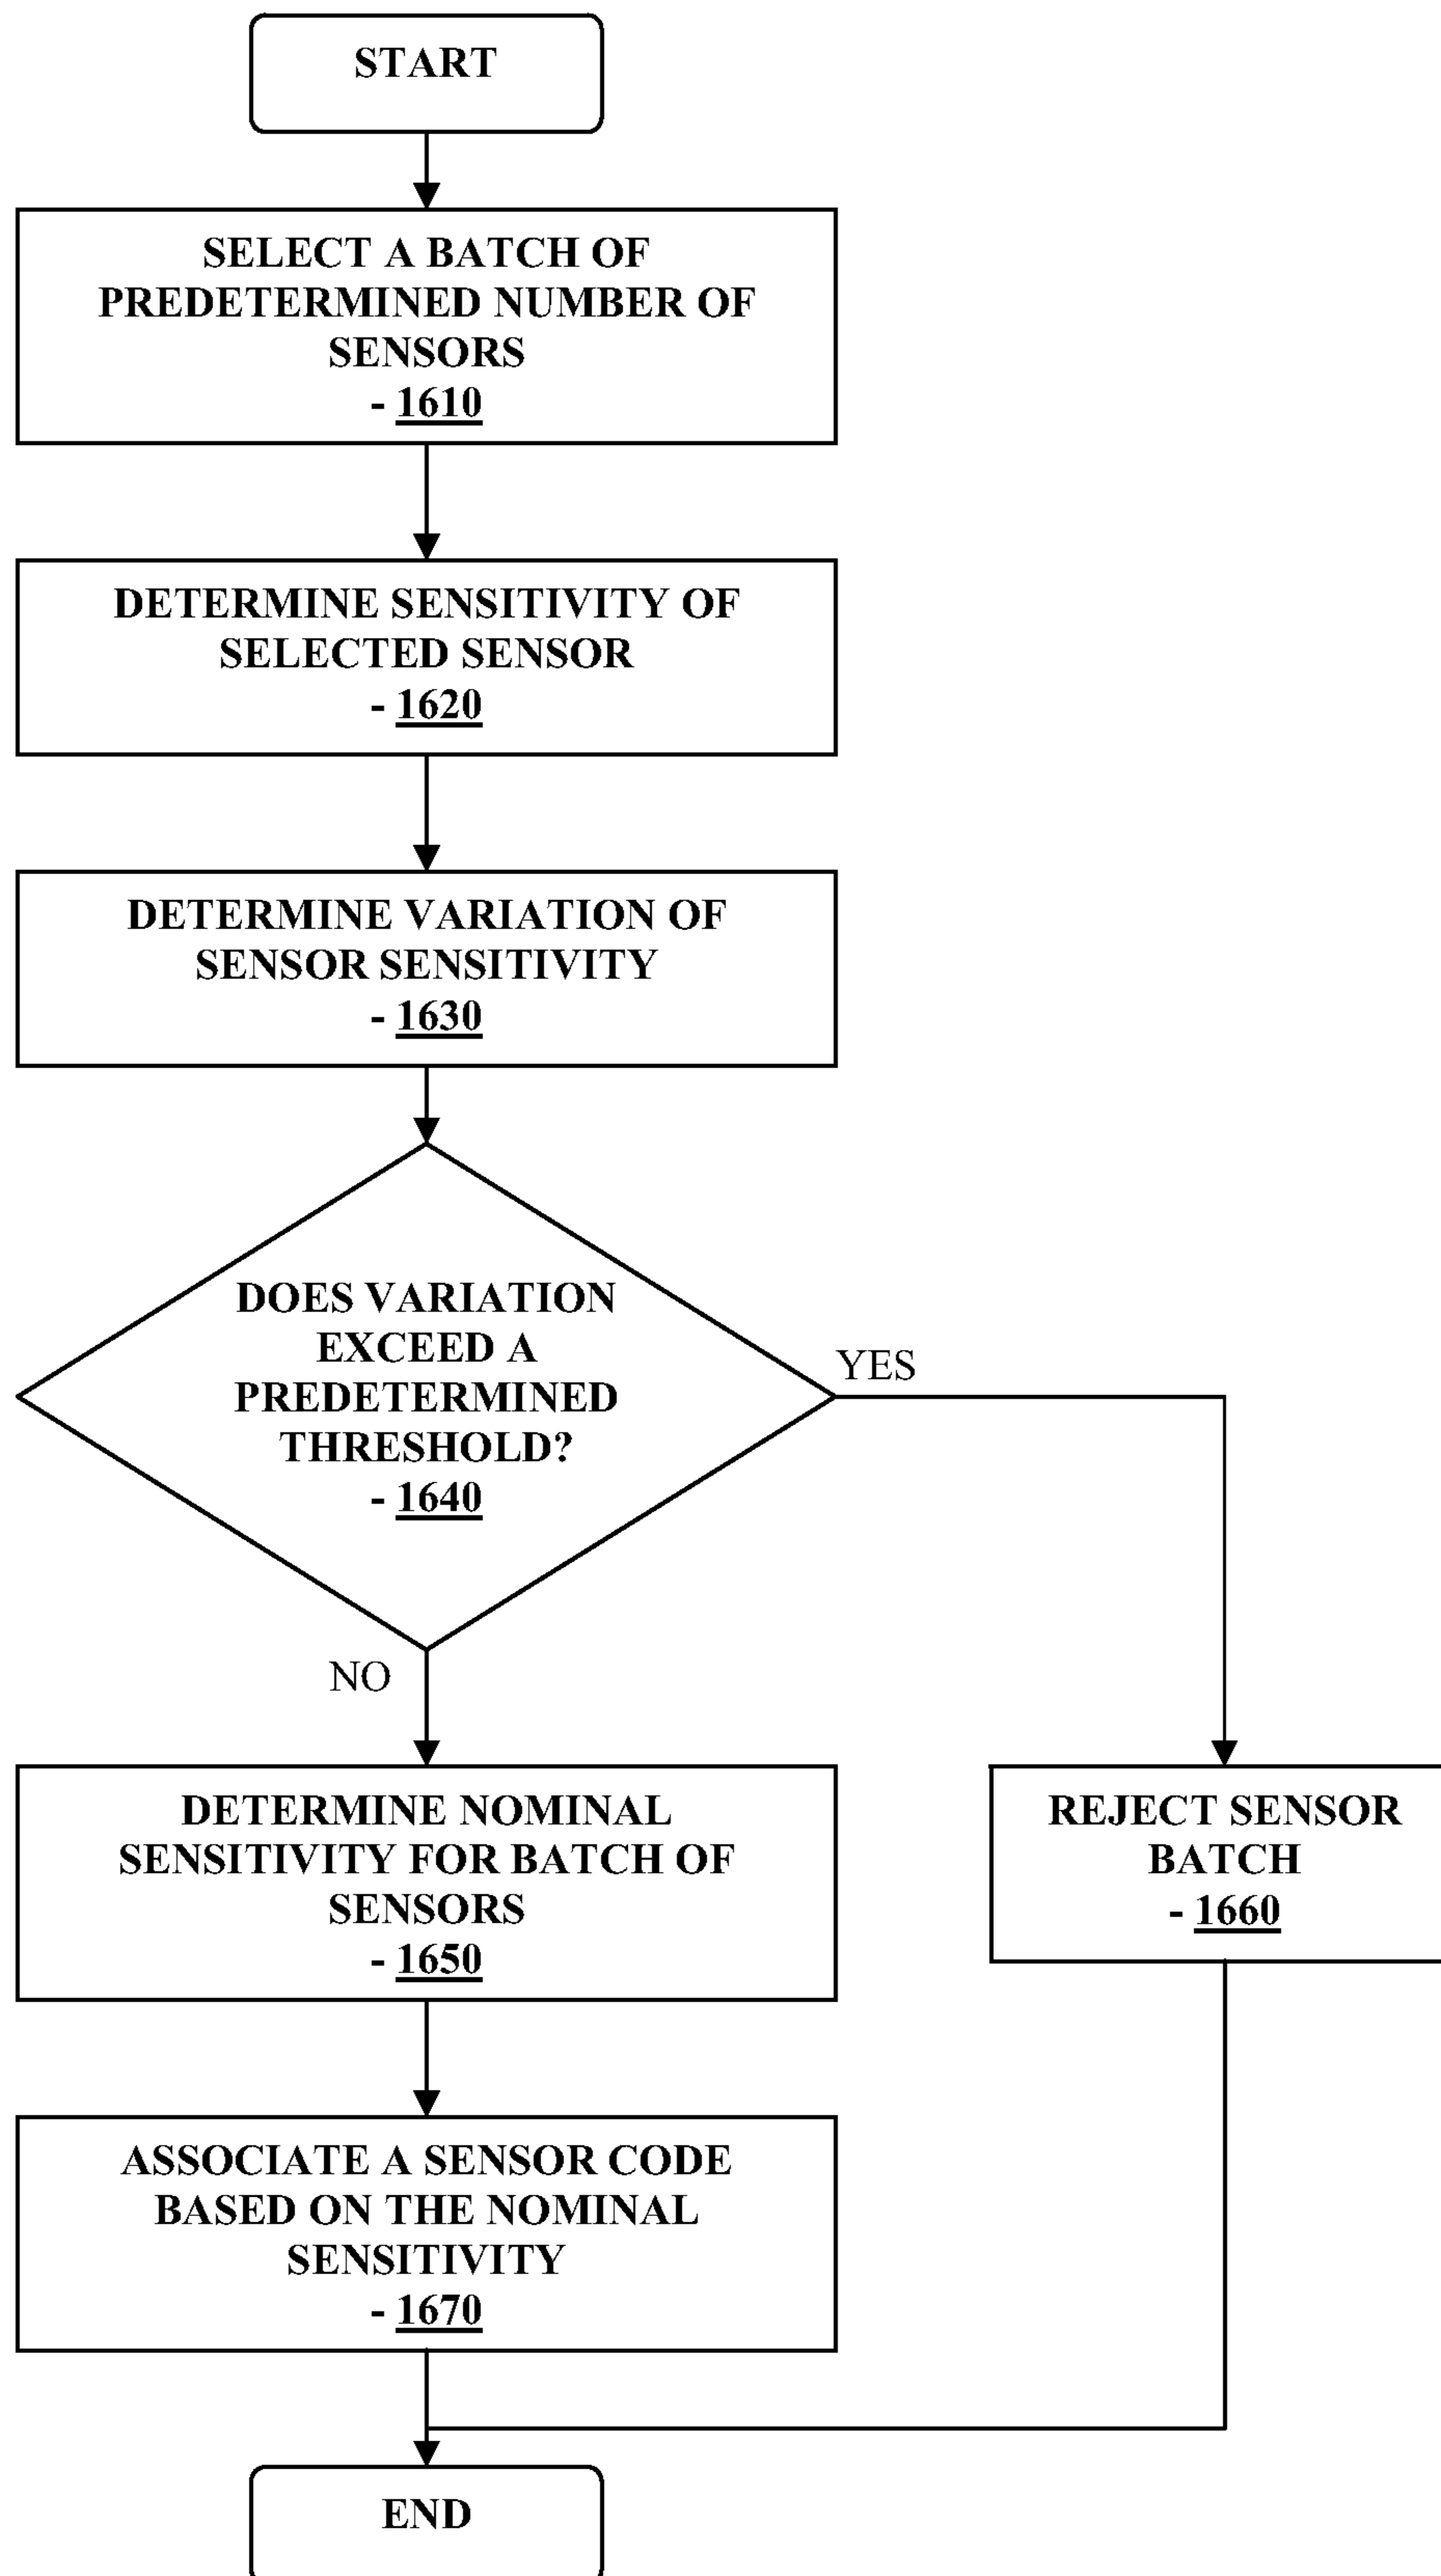 START
SELECT A BATCH OF
PREDETERMINED NUMBER OF
SENSORS
- 1610
DETERMINE SENSITIVITY OF
SELECTED SENSOR
- 1620
DETERMINE VARIATION OF
SENSOR SENSITIVITY
- 1630
DOES VARIATION
EXCEED A
PREDETERMINED
THRESHOLD?
- 1640
YES
NO
DETERMINE NOMINAL
SENSITIVITY FOR BATCH OF
SENSORS
- 1650
REJECT SENSOR
BATCH
- 1660
ASSOCIATE A SENSOR CODE
BASED ON THE NOMINAL
SENSITIVITY
- 1670
END